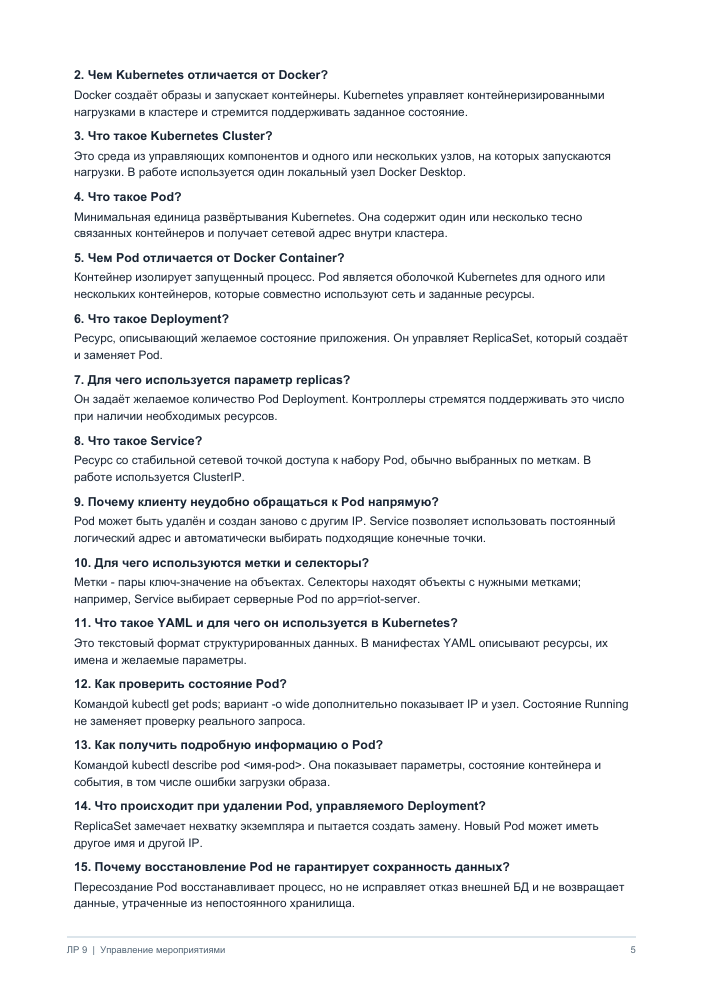 2. Чем Kubernetes отличается от Docker?
Docker создаёт образы и запускает контейнеры. Kubernetes управляет контейнеризированными
нагрузками в кластере и стремится поддерживать заданное состояние.
3. Что такое Kubernetes Cluster?
Это среда из управляющих компонентов и одного или нескольких узлов, на которых запускаются
нагрузки. В работе используется один локальный узел Docker Desktop.
4. Что такое Pod?
Минимальная единица развёртывания Kubernetes. Она содержит один или несколько тесно
связанных контейнеров и получает сетевой адрес внутри кластера.
5. Чем Pod отличается от Docker Container?
Контейнер изолирует запущенный процесс. Pod является оболочкой Kubernetes для одного или
нескольких контейнеров, которые совместно используют сеть и заданные ресурсы.
6. Что такое Deployment?
Ресурс, описывающий желаемое состояние приложения. Он управляет ReplicaSet, который создаёт
и заменяет Pod.
7. Для чего используется параметр replicas?
Он задаёт желаемое количество Pod Deployment. Контроллеры стремятся поддерживать это число
при наличии необходимых ресурсов.
8. Что такое Service?
Ресурс со стабильной сетевой точкой доступа к набору Pod, обычно выбранных по меткам. В
работе используется ClusterIP.
9. Почему клиенту неудобно обращаться к Pod напрямую?
Pod может быть удалён и создан заново с другим IP. Service позволяет использовать постоянный
логический адрес и автоматически выбирать подходящие конечные точки.
10. Для чего используются метки и селекторы?
Метки - пары ключ-значение на объектах. Селекторы находят объекты с нужными метками;
например, Service выбирает серверные Pod по app=riot-server.
11. Что такое YAML и для чего он используется в Kubernetes?
Это текстовый формат структурированных данных. В манифестах YAML описывают ресурсы, их
имена и желаемые параметры.
12. Как проверить состояние Pod?
Командой kubectl get pods; вариант -o wide дополнительно показывает IP и узел. Состояние Running
не заменяет проверку реального запроса.
13. Как получить подробную информацию о Pod?
Командой kubectl describe pod <имя-pod>. Она показывает параметры, состояние контейнера и
события, в том числе ошибки загрузки образа.
14. Что происходит при удалении Pod, управляемого Deployment?
ReplicaSet замечает нехватку экземпляра и пытается создать замену. Новый Pod может иметь
другое имя и другой IP.
15. Почему восстановление Pod не гарантирует сохранность данных?
Пересоздание Pod восстанавливает процесс, но не исправляет отказ внешней БД и не возвращает
данные, утраченные из непостоянного хранилища.
ЛР 9 | Управление мероприятиями 5